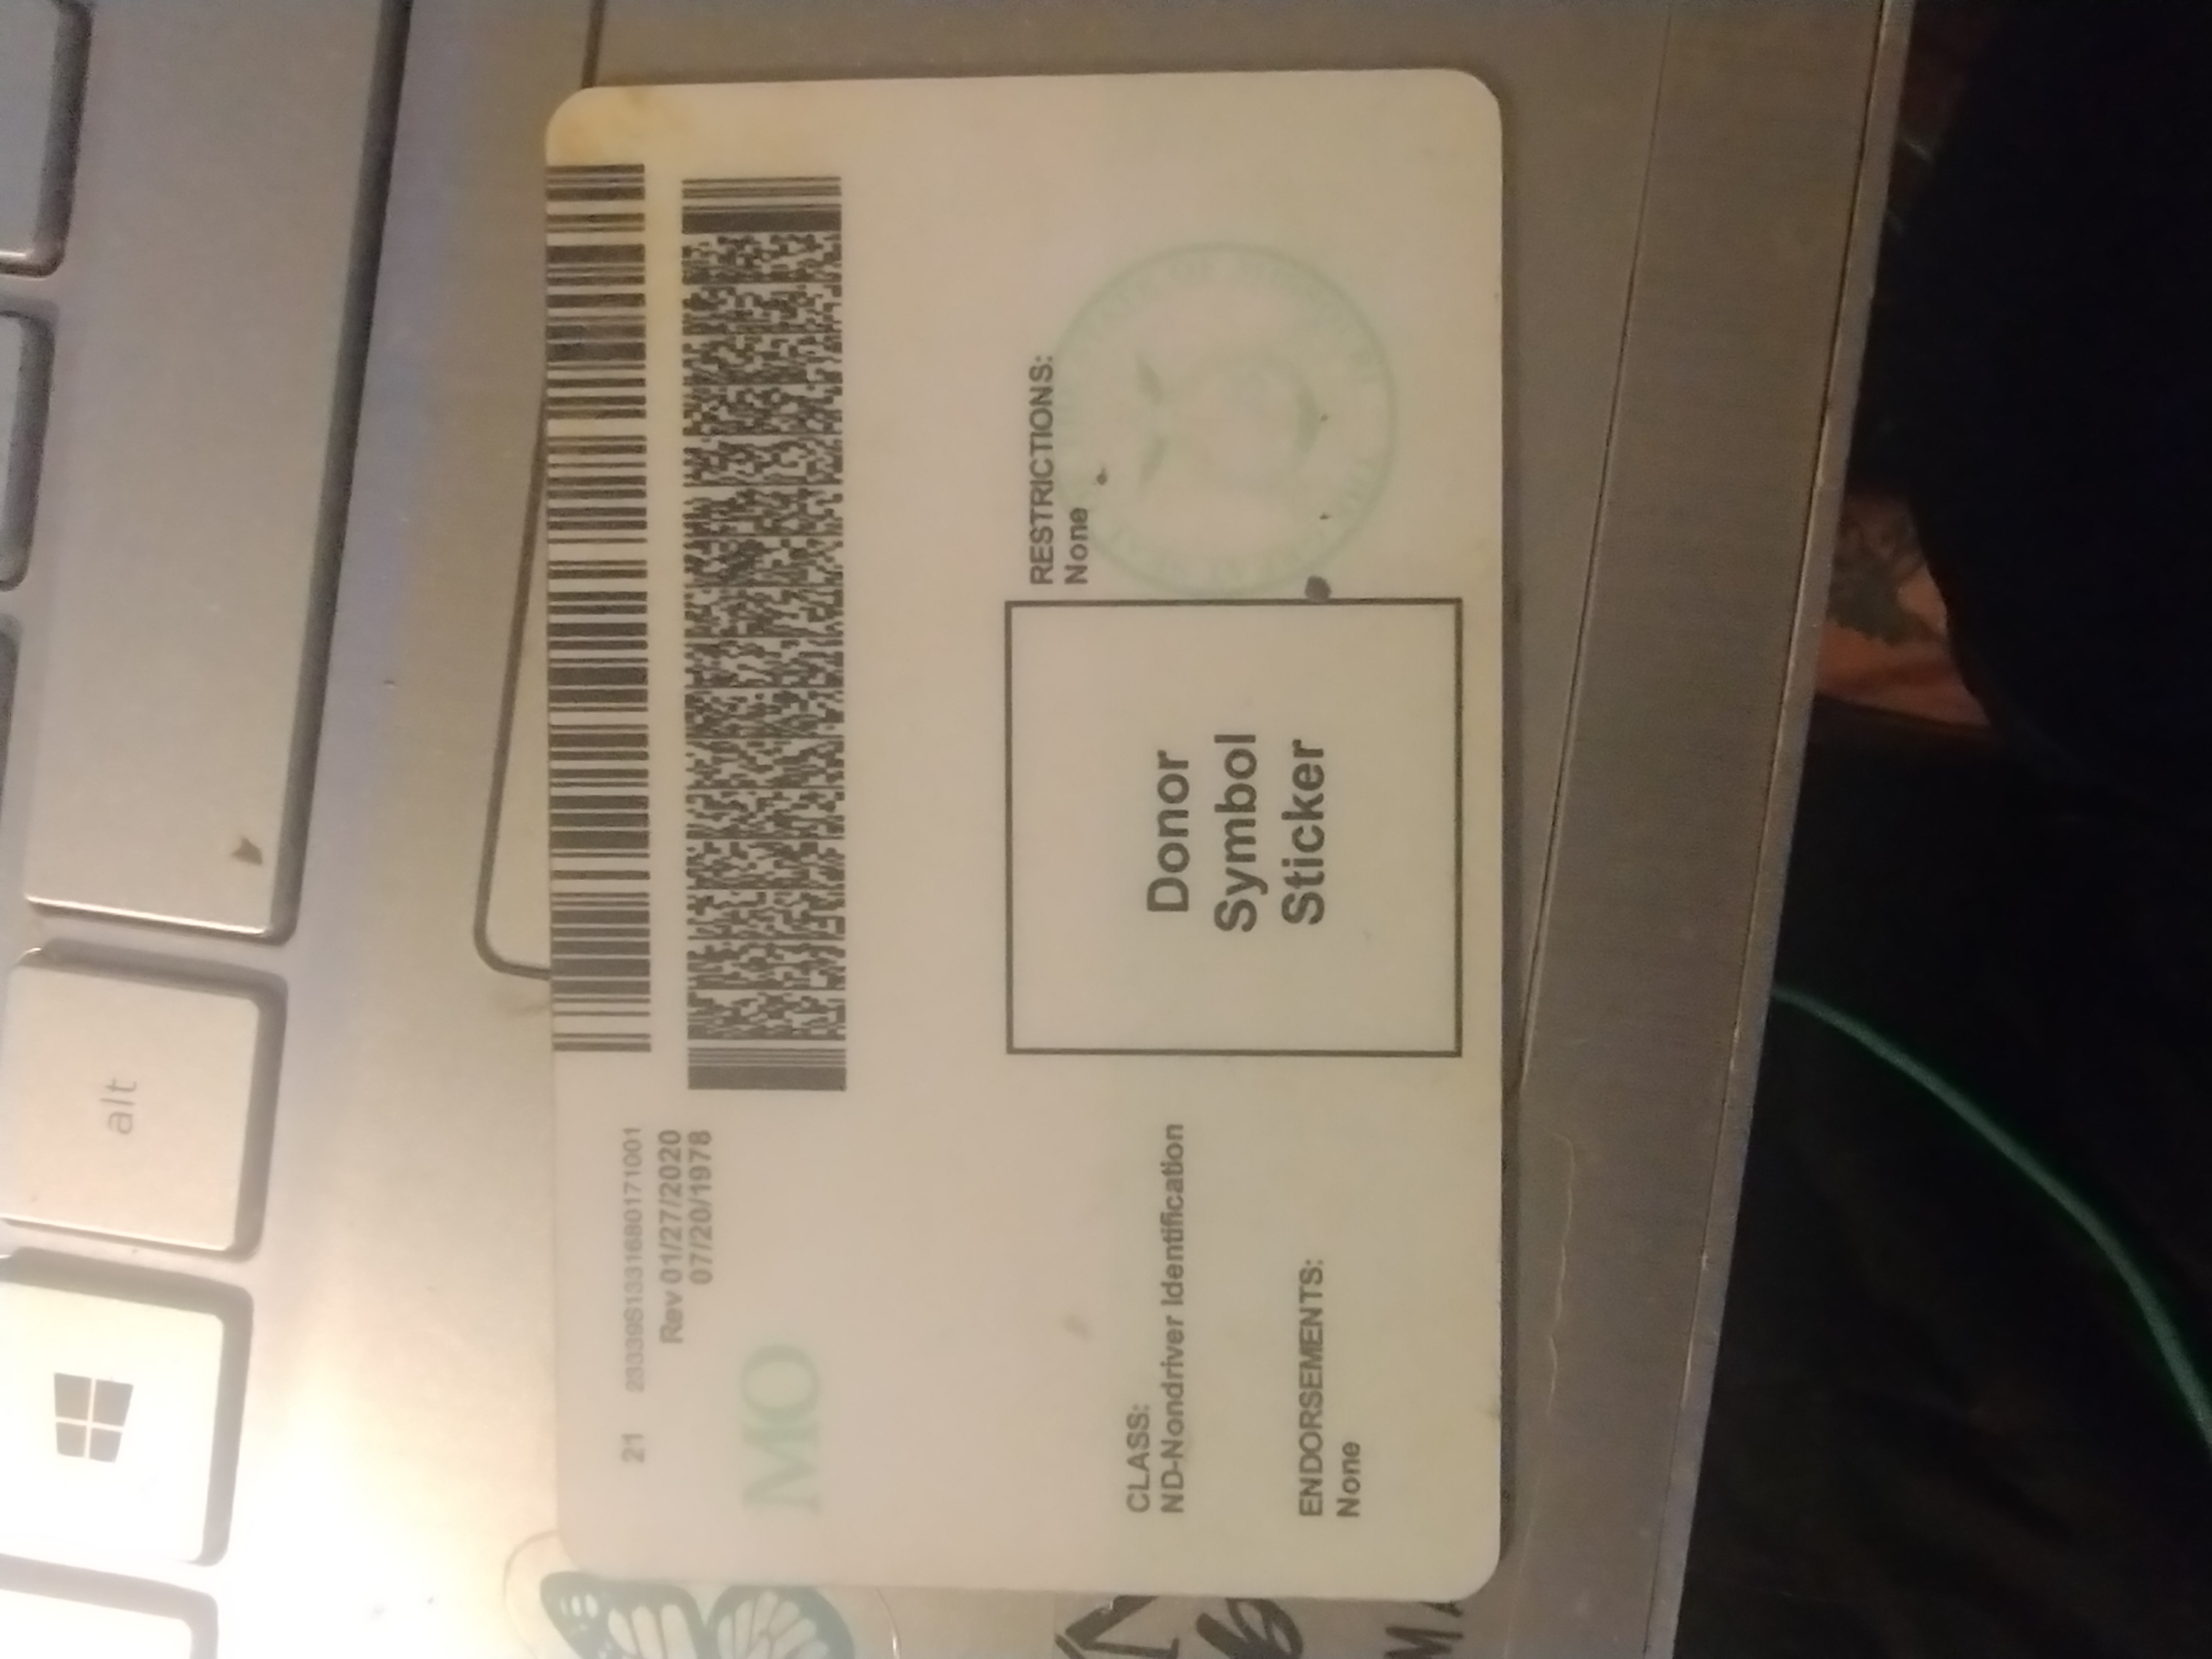 alt
21 23339S1331680171001
Rev 01/27/2020
07/20/1978
MO
RESTRICTIONS:
None
CLASS:
ND-Nondriver Identification
Donor
Symbol
Sticker
ENDORSEMENTS:
None